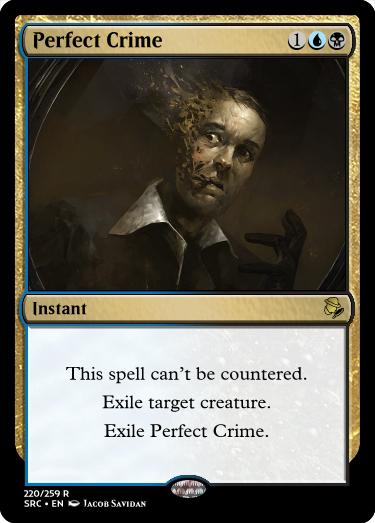 Perfect Crime 1
Instant
This spell can't be countered.
Exile target creature.
Exile Perfect Crime.
220/259 R
SRC • EN Jacob Savidan